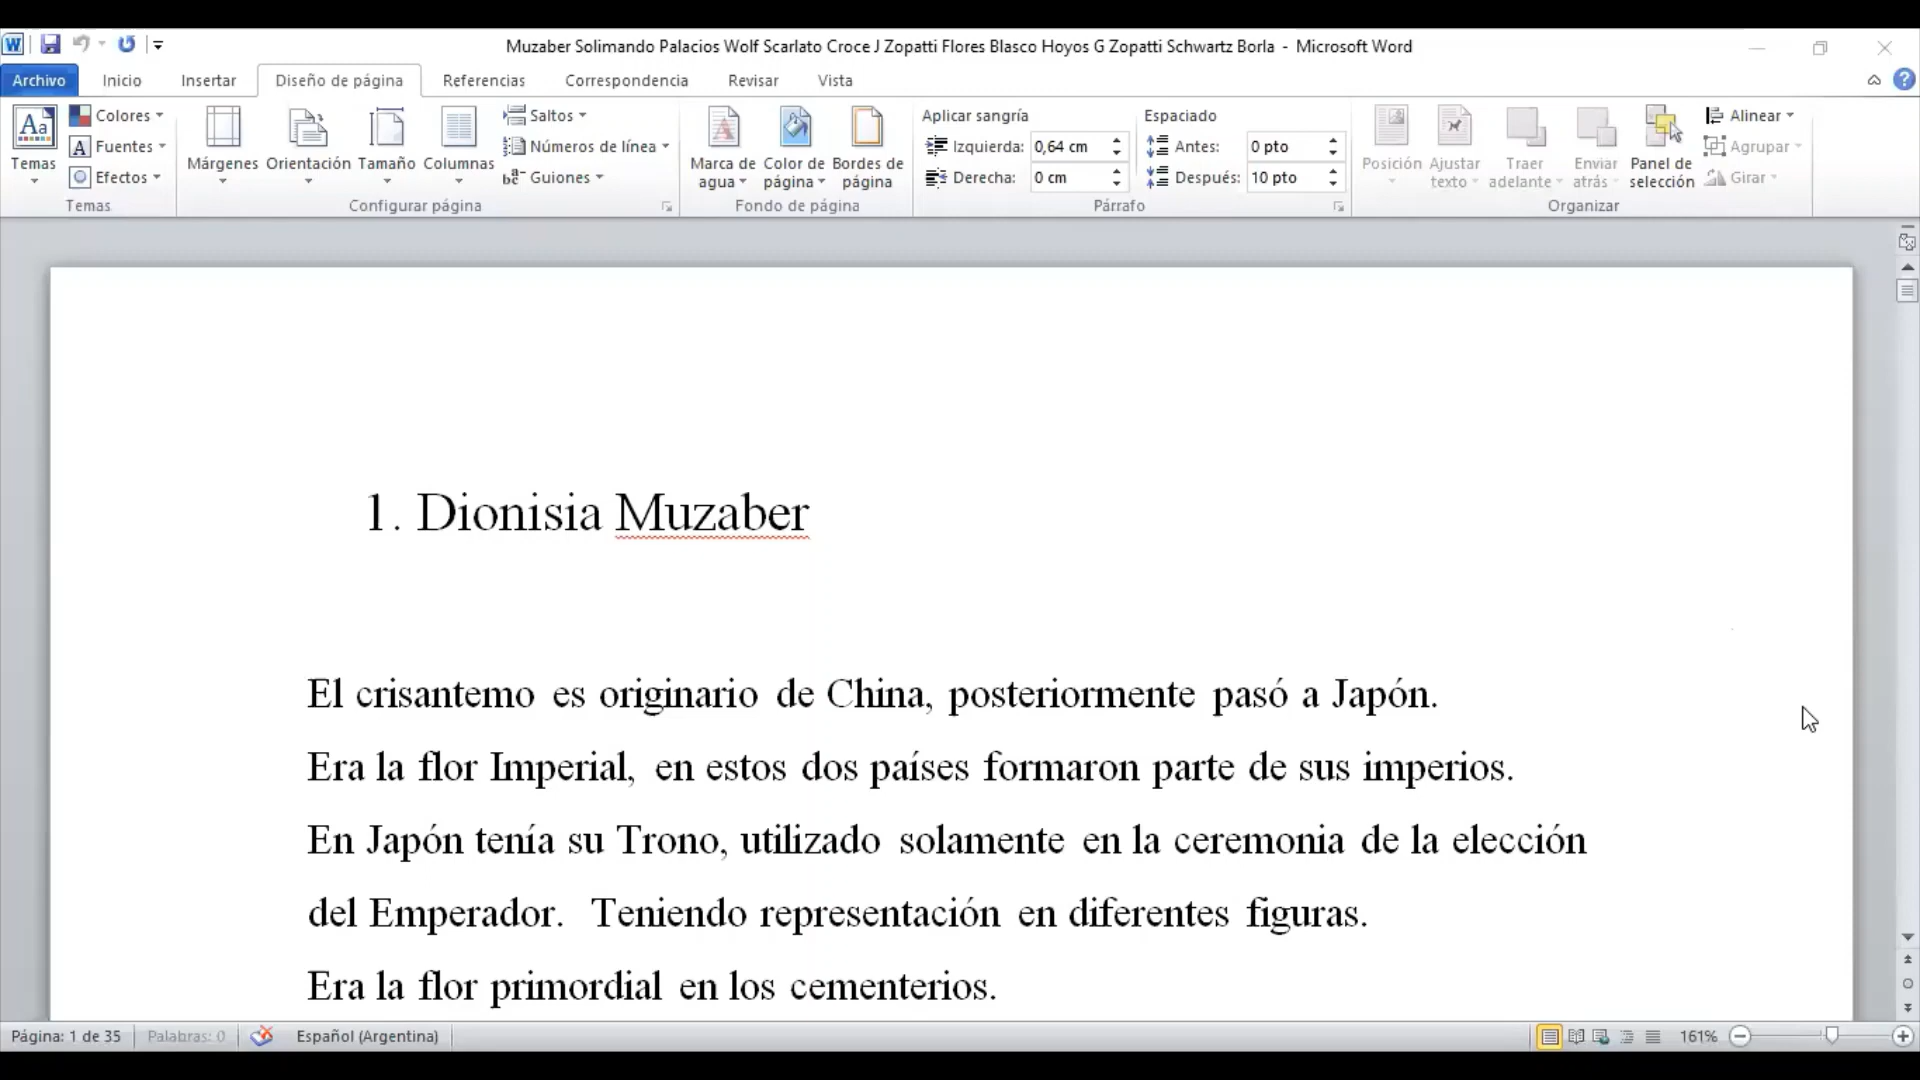 Muzaber Solimando Palacios Wolf Scarlato Croce J Zopatti Flores Blasco Hoyos G Zopatti Schwartz Borla - Microsoft Word
Archivo Inicio Insertar Diseño de página Referencias Correspondencia Revisar Vista
Temas
Colores
Fuentes
Efectos
Temas
Márgenes
Orientación
Tamaño
Columnas
Saltos
Números de línea
Guiones
Configurar página
Marca de agua
Color de página
Bordes de página
Fondo de página
Aplicar sangría
Izquierda: 0,64 cm
Derecha: 0 cm
Espaciado
Antes: 0 pto
Después: 10 pto
Párrafo
Posición
Ajustar texto
Traer adelante
Enviar atrás
Panel de selección
Alinear
Agrupar
Girar
Organizar
1. Dionisia Muzaber
El crisantemo es originario de China, posteriormente pasó a Japón.
Era la flor Imperial, en estos dos países formaron parte de sus imperios.
En Japón tenía su Trono, utilizado solamente en la ceremonia de la elección
del Emperador. Teniendo representación en diferentes figuras.
Era la flor primordial en los cementerios.
Página: 1 de 35 Palabras: 0 Español (Argentina) 161%